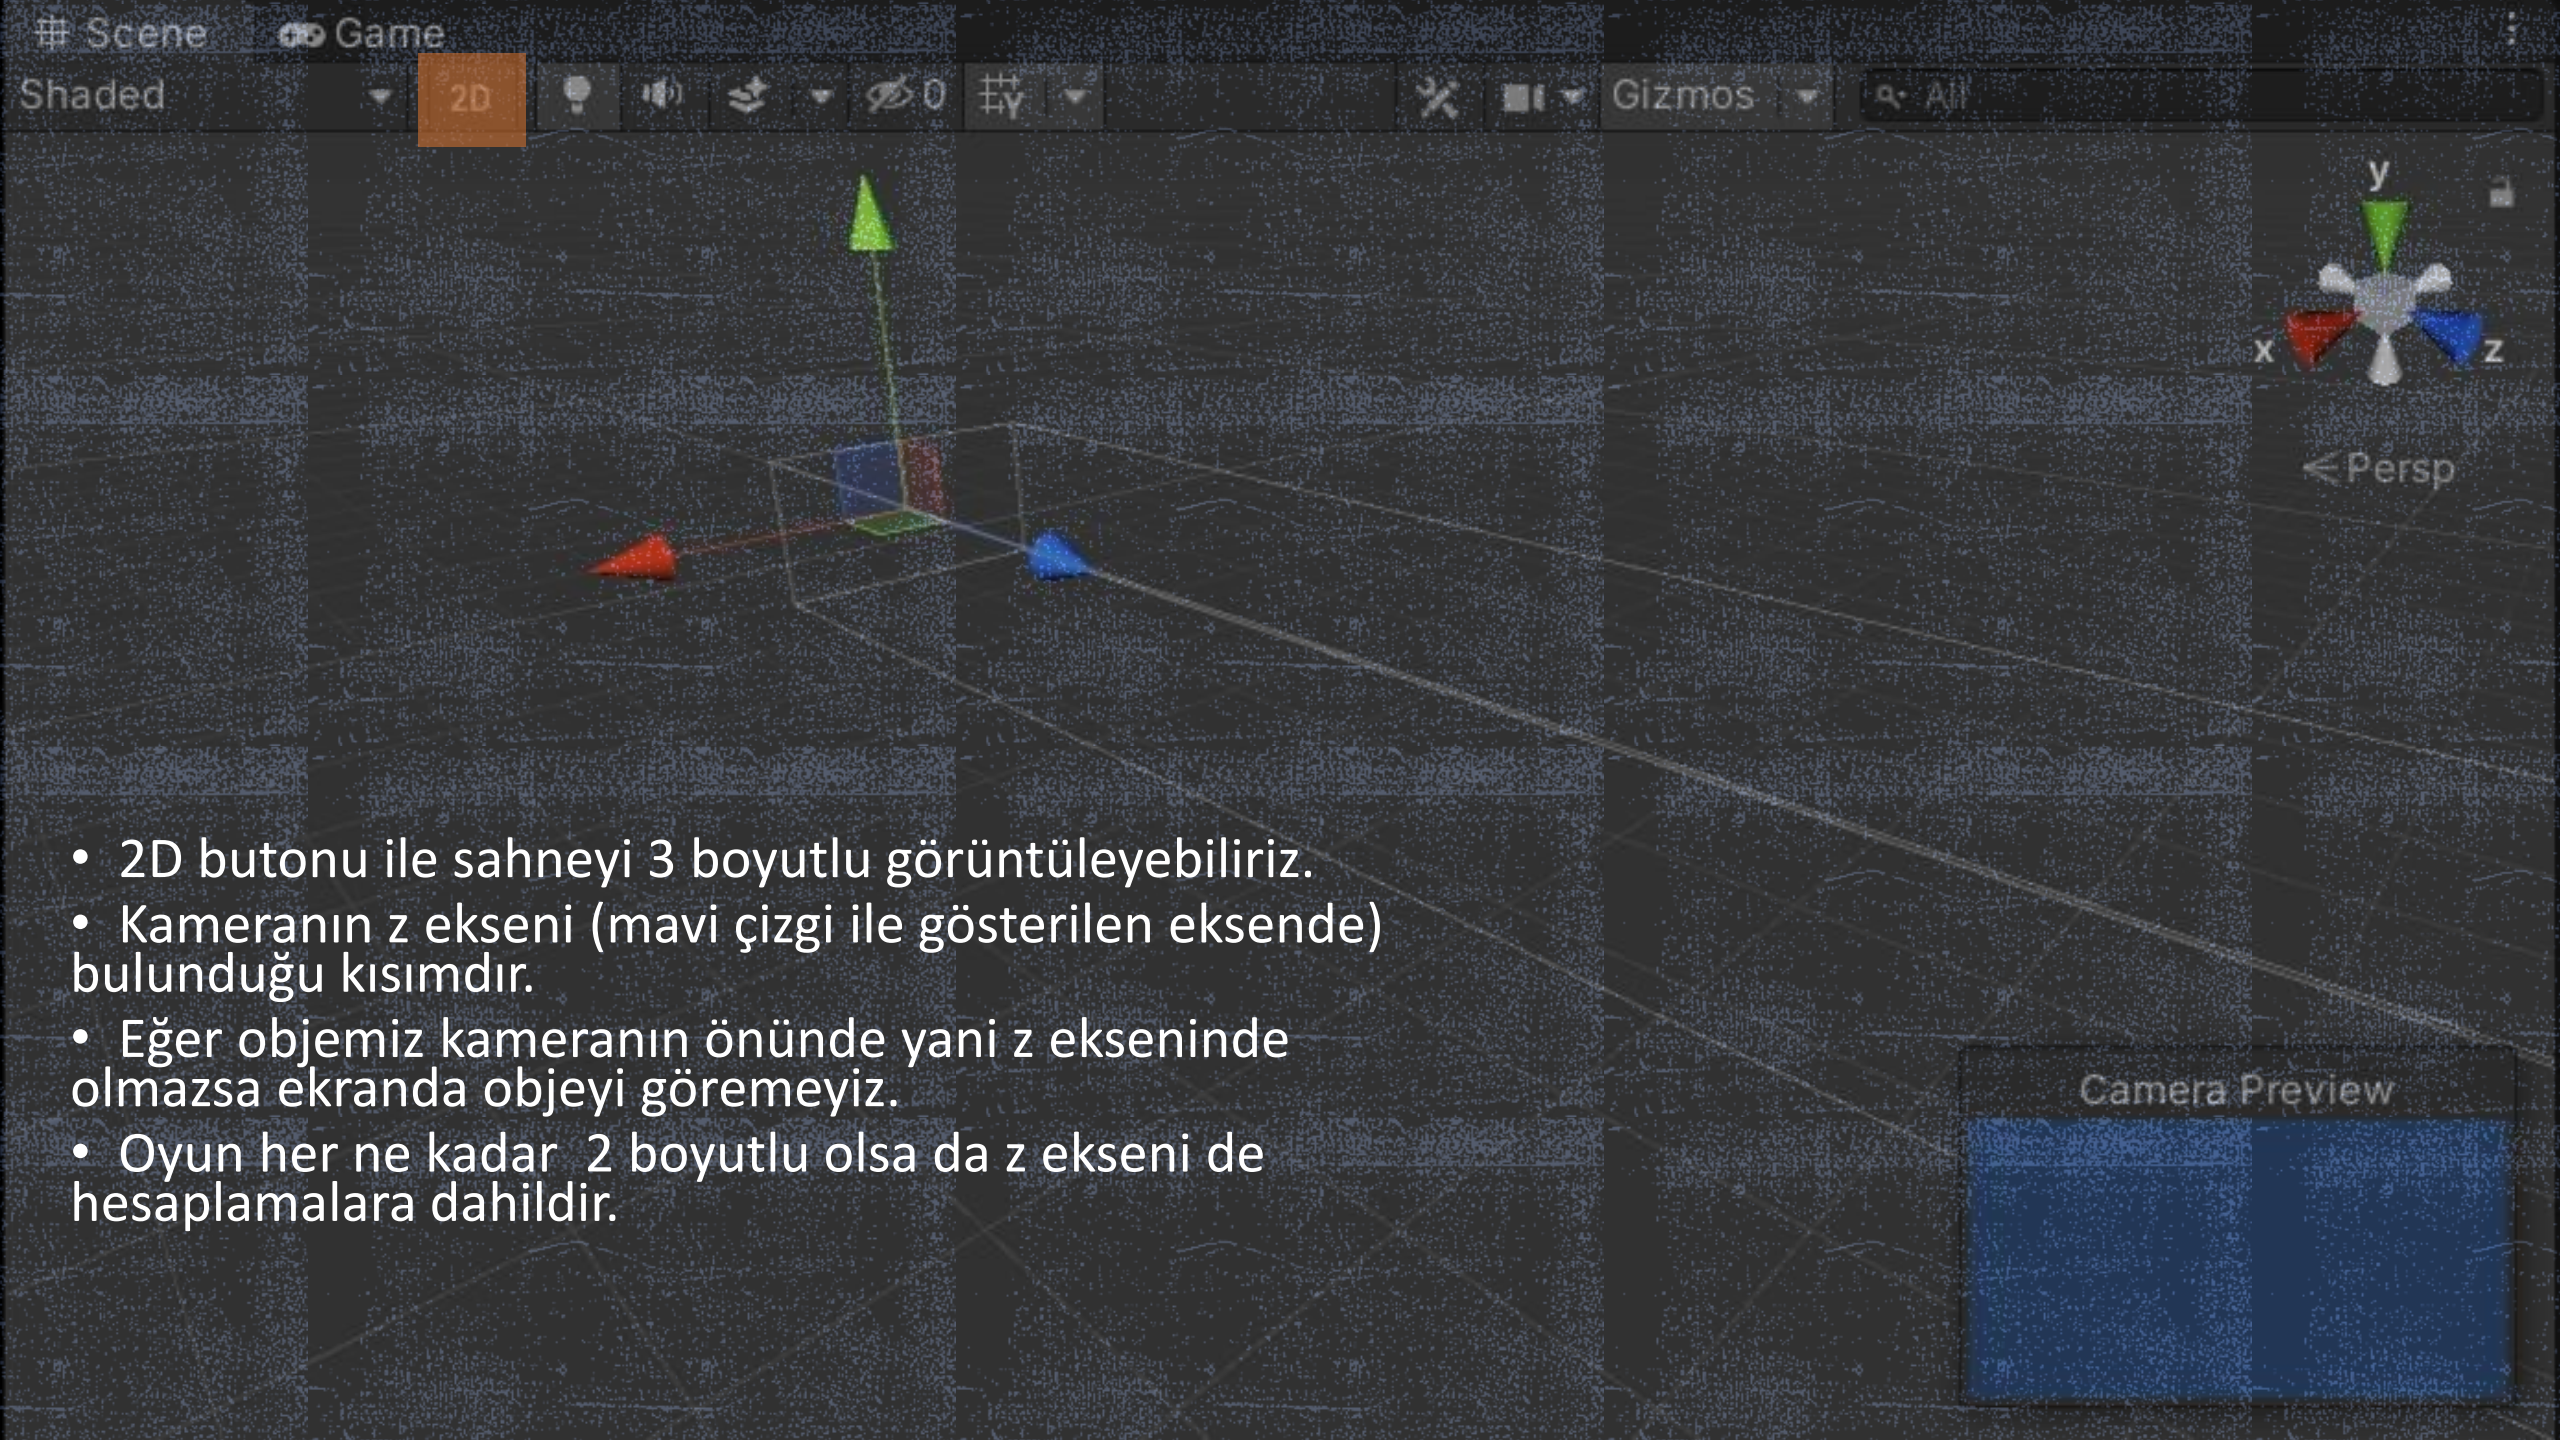 Scene Game
Shaded 2D 0 Gizmos All
y
x z
Persp
• 2D butonu ile sahneyi 3 boyutlu görüntüleyebiliriz.
• Kameranın z ekseni (mavi çizgi ile gösterilen eksende)
bulunduğu kısımdır.
• Eğer objemiz kameranın önünde yani z ekseninde
olmazsa ekranda objeyi göremeyiz.
• Oyun her ne kadar  2 boyutlu olsa da z ekseni de
hesaplamalara dahildir.
Camera Preview